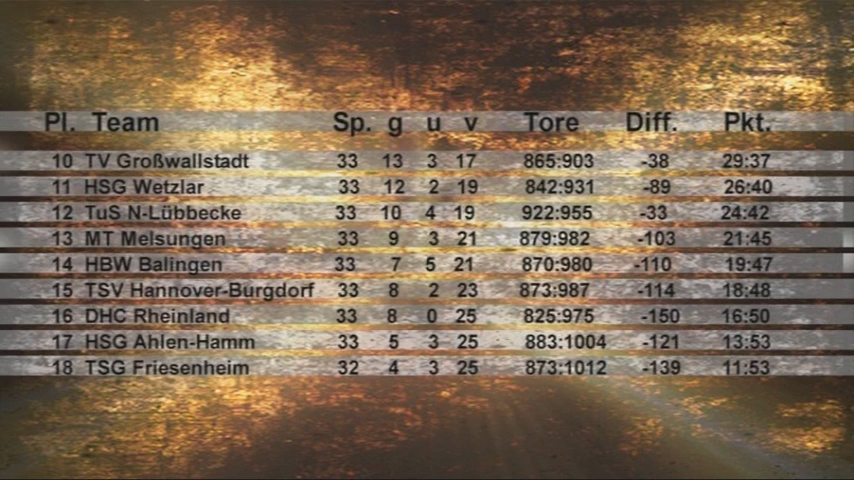 Pl. Team Sp. g u v Tore Diff. Pkt.
10 TV Großwallstadt 33 13 3 17 865:903 -38 29:37
11 HSG Wetzlar 33 12 2 19 842:931 -89 26:40
12 TuS N-Lübbecke 33 10 4 19 922:955 -33 24:42
13 MT Melsungen 33 9 3 21 879:982 -103 21:45
14 HBW Balingen 33 7 5 21 870:980 -110 19:47
15 TSV Hannover-Burgdorf 33 8 2 23 873:987 -114 18:48
16 DHC Rheinland 33 8 0 25 825:975 -150 16:50
17 HSG Ahlen-Hamm 33 5 3 25 883:1004 -121 13:53
18 TSG Friesenheim 32 4 3 25 873:1012 -139 11:53